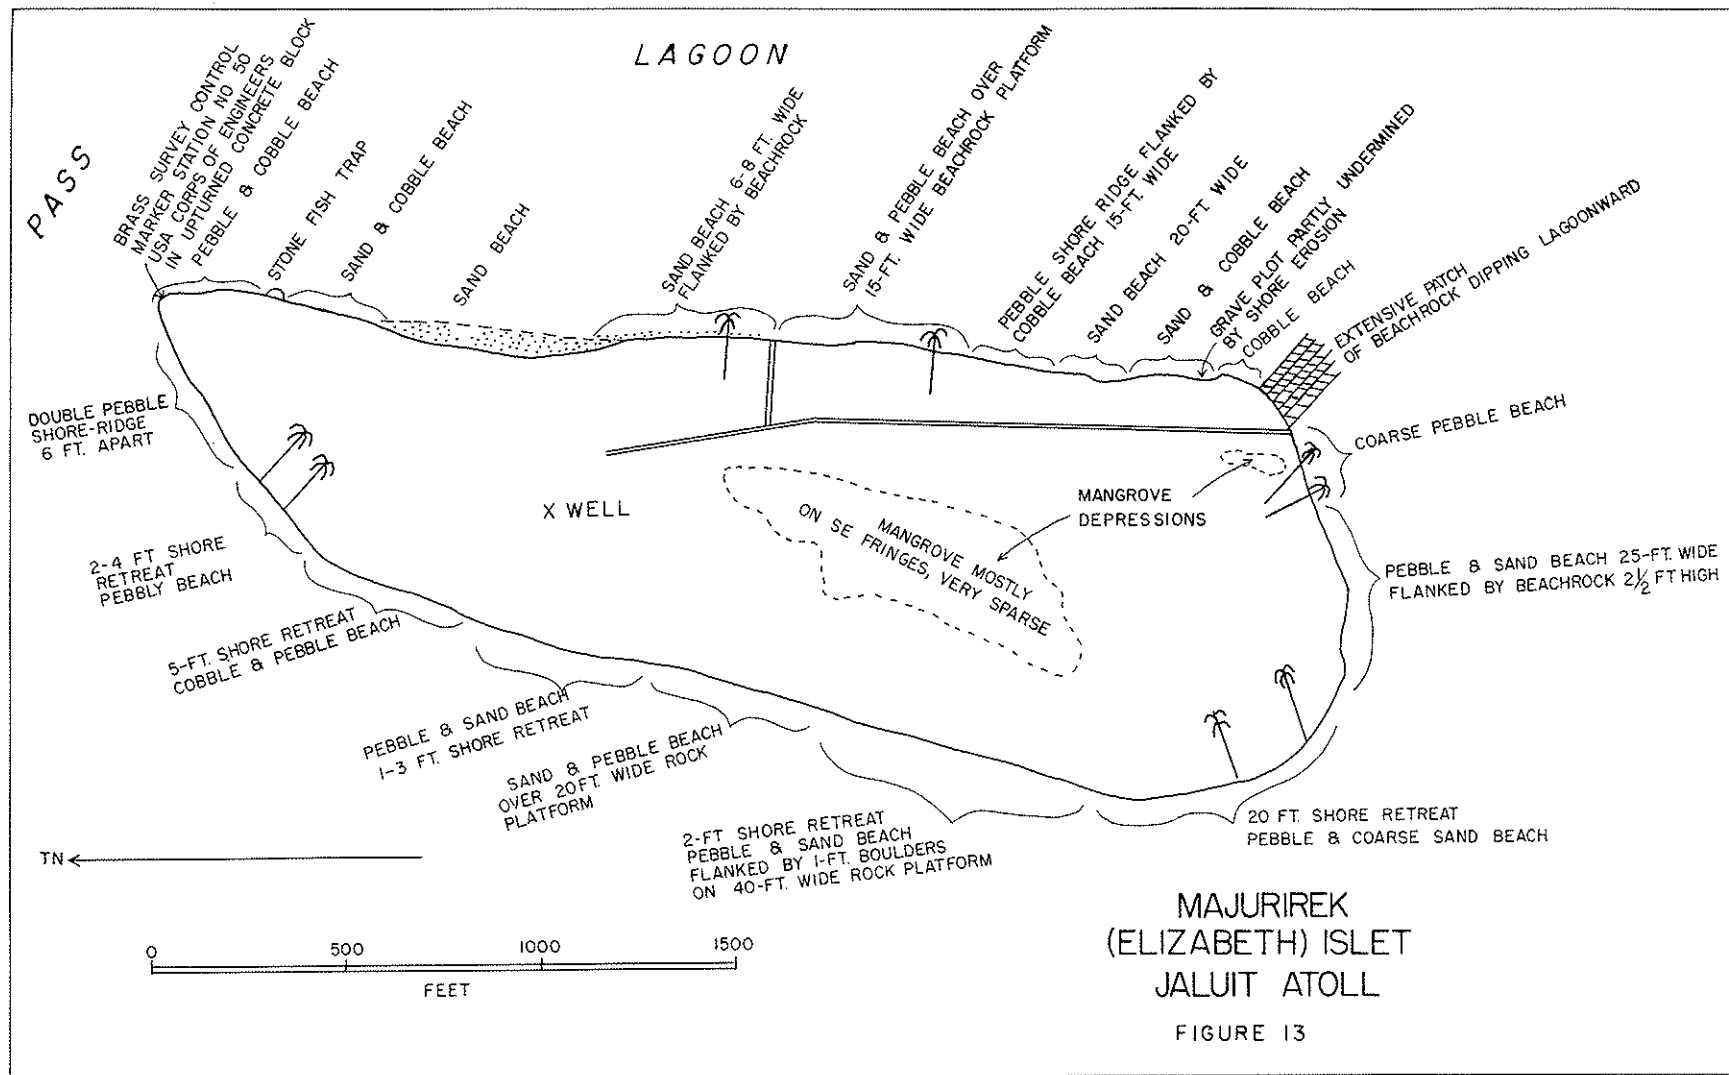 LAGOON
PASS
BRASS SURVEY CONTROL
MARKER STATION NO 50
USA CORPS OF ENGINEERS
IN UPTURNED CONCRETE BLOCK
PEBBLE & COBBLE BEACH
STONE FISH TRAP
SAND & COBBLE BEACH
SAND BEACH
SAND BEACH 6-8 FT. WIDE
FLANKED BY BEACHROCK
SAND & PEBBLE BEACH OVER
15-FT. WIDE BEACHROCK PLATFORM
PEBBLE SHORE RIDGE FLANKED BY
COBBLE BEACH 15-FT. WIDE
SAND BEACH 20-FT. WIDE
SAND & COBBLE BEACH
GRAVE PLOT PARTLY UNDERMINED
BY SHORE EROSION
COBBLE BEACH
EXTENSIVE PATCH
OF BEACHROCK DIPPING LAGOONWARD
COARSE PEBBLE BEACH
DOUBLE PEBBLE
SHORE-RIDGE
6 FT. APART
X WELL
MANGROVE
DEPRESSIONS
MANGROVE MOSTLY
ON SE FRINGES, VERY SPARSE
PEBBLE & SAND BEACH 25-FT. WIDE
FLANKED BY BEACHROCK 2½ FT HIGH
2-4 FT SHORE
RETREAT
PEBBLY BEACH
5-FT. SHORE RETREAT
COBBLE & PEBBLE BEACH
PEBBLE & SAND BEACH
1-3 FT. SHORE RETREAT
SAND & PEBBLE BEACH
OVER 20 FT. WIDE ROCK
PLATFORM
2-FT SHORE RETREAT
PEBBLE & SAND BEACH
FLANKED BY 1-FT. BOULDERS
ON 40-FT. WIDE ROCK PLATFORM
20 FT. SHORE RETREAT
PEBBLE & COARSE SAND BEACH
TN
0 500 1000 1500
FEET
MAJURIREK
(ELIZABETH) ISLET
JALUIT ATOLL
FIGURE 13